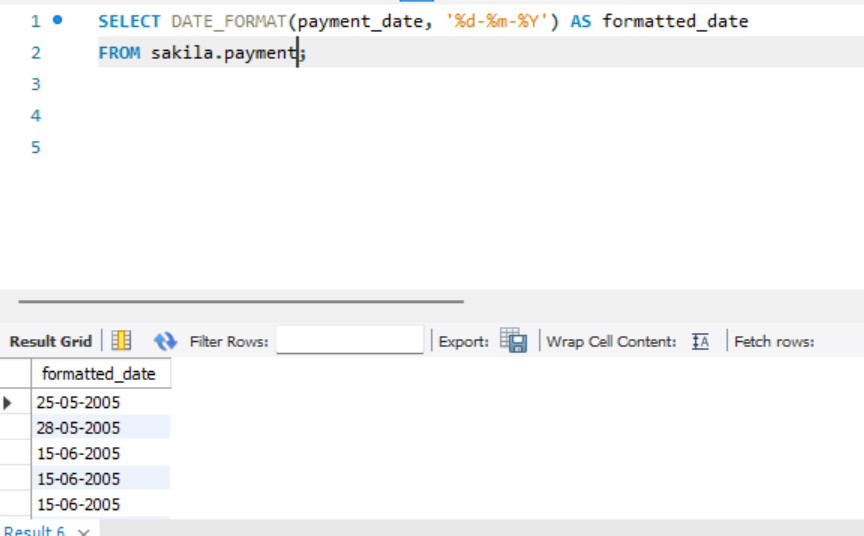 1 SELECT DATE_FORMAT(payment_date, '%d-%m-%Y') AS formatted_date
2 FROM sakila.payment;
3
4
5
Result Grid Filter Rows: Export: Wrap Cell Content: IA Fetch rows:
formatted_date
25-05-2005
28-05-2005
15-06-2005
15-06-2005
15-06-2005
Result 6